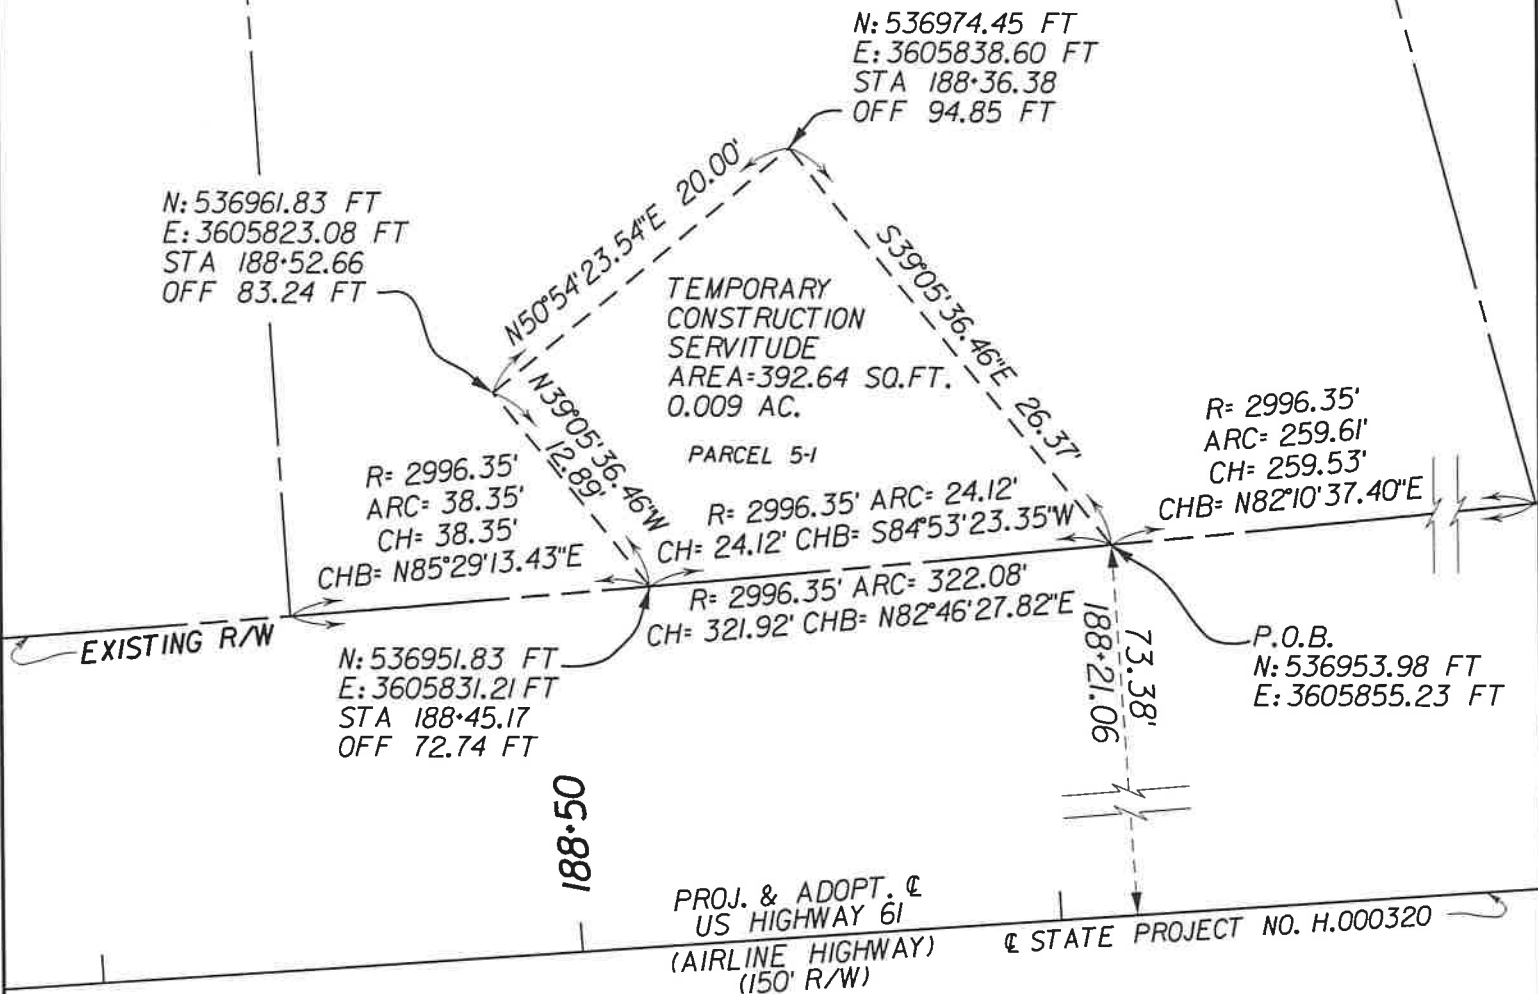 N: 536974.45 FT
E: 3605838.60 FT
STA 188+36.38
OFF 94.85 FT
N: 536961.83 FT
E: 3605823.08 FT
STA 188+52.66
OFF 83.24 FT
N50°54'23.54"E 20.00'
S39°05'36.46"E 26.37'
N39°05'36.46"W
12.89'
TEMPORARY
CONSTRUCTION
SERVITUDE
AREA=392.64 SQ.FT.
0.009 AC.
PARCEL 5-1
R= 2996.35'
ARC= 38.35'
CH= 38.35'
CHB= N85°29'13.43"E
R= 2996.35' ARC= 24.12'
CH= 24.12' CHB= S84°53'23.35"W
R= 2996.35'
ARC= 259.61'
CH= 259.53'
CHB= N82°10'37.40"E
R= 2996.35' ARC= 322.08'
CH= 321.92' CHB= N82°46'27.82"E
EXISTING R/W
N: 536951.83 FT
E: 3605831.21 FT
STA 188+45.17
OFF 72.74 FT
73.38'
188+21.06
P.O.B.
N: 536953.98 FT
E: 3605855.23 FT
188+50
PROJ. & ADOPT. ℄
US HIGHWAY 61
(AIRLINE HIGHWAY)
(150' R/W)
℄ STATE PROJECT NO. H.000320